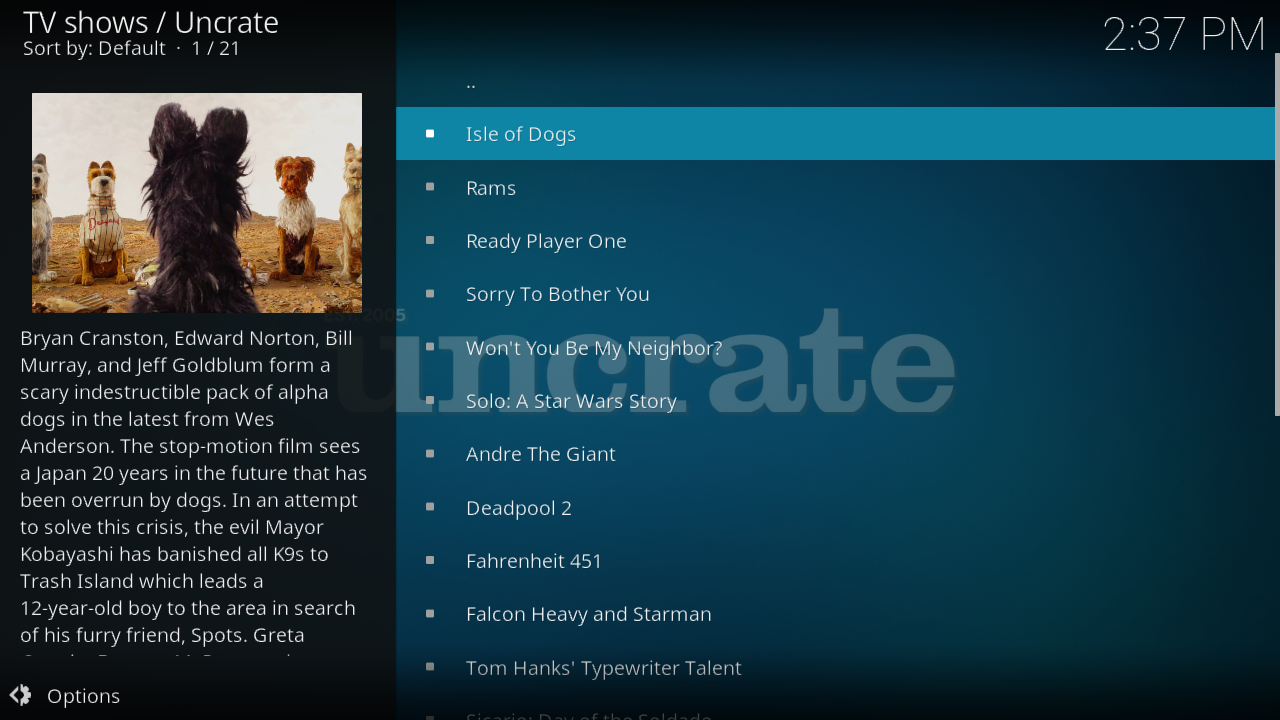 TV shows / Uncrate
Sort by: Default · 1 / 21
2:37 PM
Bryan Cranston, Edward Norton, Bill
Murray, and Jeff Goldblum form a
scary indestructible pack of alpha
dogs in the latest from Wes
Anderson. The stop-motion film sees
a Japan 20 years in the future that has
been overrun by dogs. In an attempt
to solve this crisis, the evil Mayor
Kobayashi has banished all K9s to
Trash Island which leads a
12-year-old boy to the area in search
of his furry friend, Spots. Greta
Options
..
Isle of Dogs
Rams
Ready Player One
Sorry To Bother You
Won't You Be My Neighbor?
Solo: A Star Wars Story
Andre The Giant
Deadpool 2
Fahrenheit 451
Falcon Heavy and Starman
Tom Hanks' Typewriter Talent
Sicario: Day of the Soldado
2005
uncrate